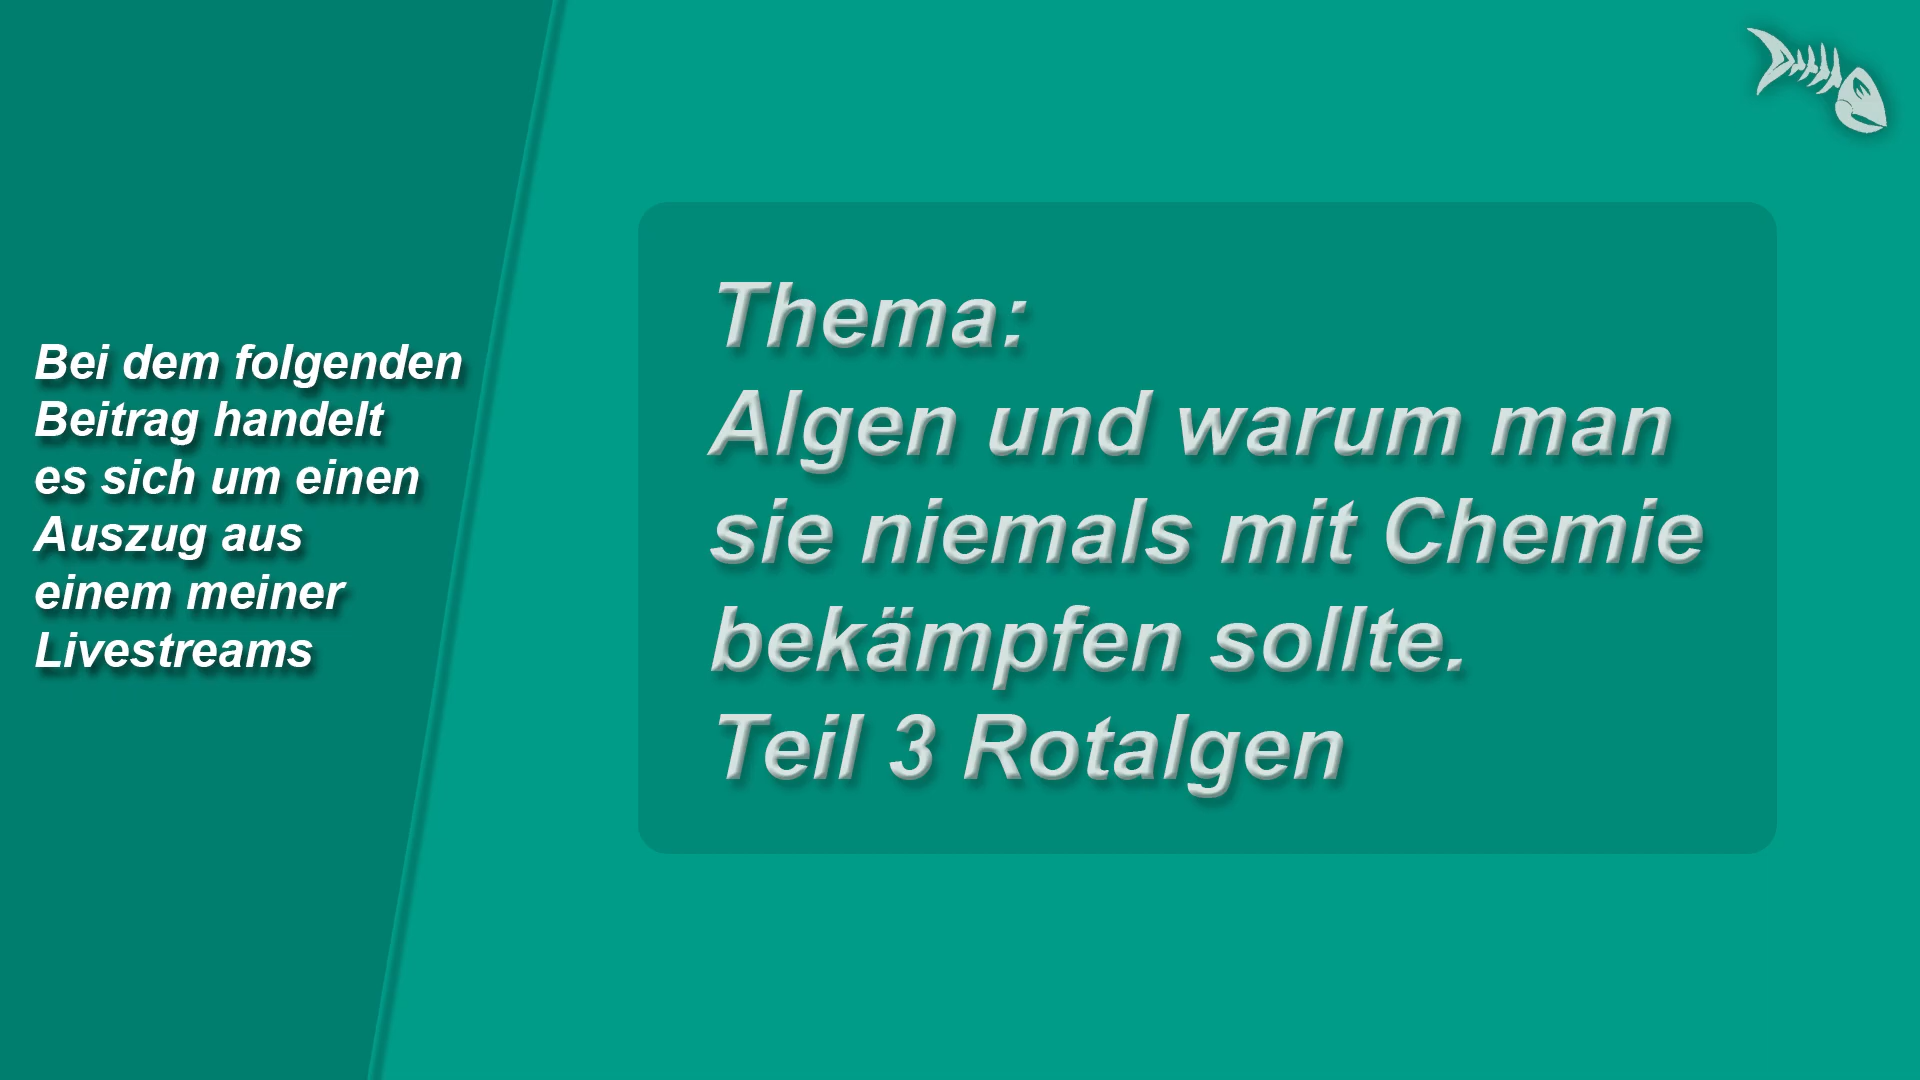 Bei dem folgenden
Beitrag handelt
es sich um einen
Auszug aus
einem meiner
Livestreams
Thema:
Algen und warum man
sie niemals mit Chemie
bekämpfen sollte.
Teil 3 Rotalgen